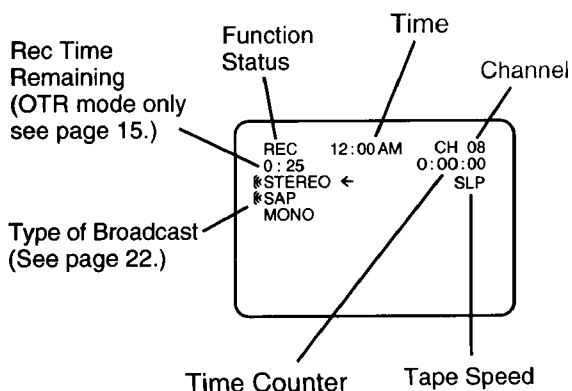 Rec Time
Remaining
(OTR mode only
see page 15.)
Function
Status
Time
Channel
REC 12:00AM CH 08
0:25 0:00:00
STEREO ← SLP
SAP
MONO
Type of Broadcast
(See page 22.)
Time Counter
Tape Speed